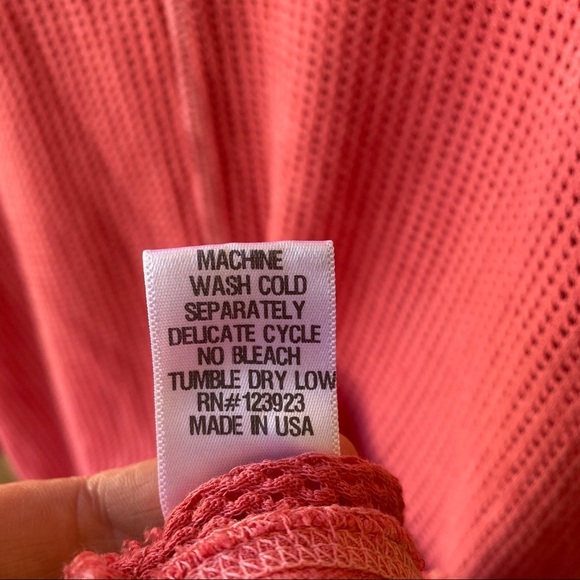 MACHINE
WASH COLD
SEPARATELY
DELICATE CYCLE
NO BLEACH
TUMBLE DRY LOW
RN#123923
MADE IN USA